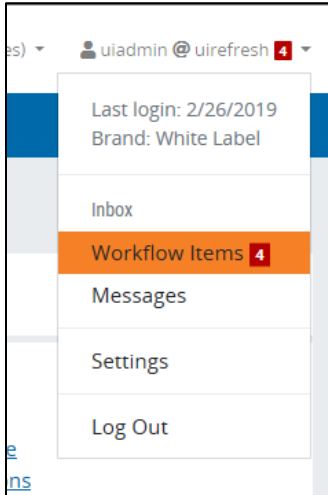 es)
uiadmin @ uirefresh 4
Last login: 2/26/2019
Brand: White Label
Inbox
Workflow Items 4
Messages
Settings
Log Out
e
ns